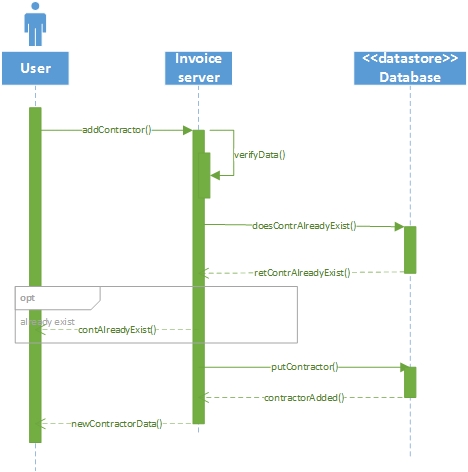 User
Invoice
server
<<datastore>>
Database
addContractor()
verifyData()
doesContrAlreadyExist()
retContrAlreadyExist()
opt
already exist
contAlreadyExist()
putContractor()
contractorAdded()
newContractorData()